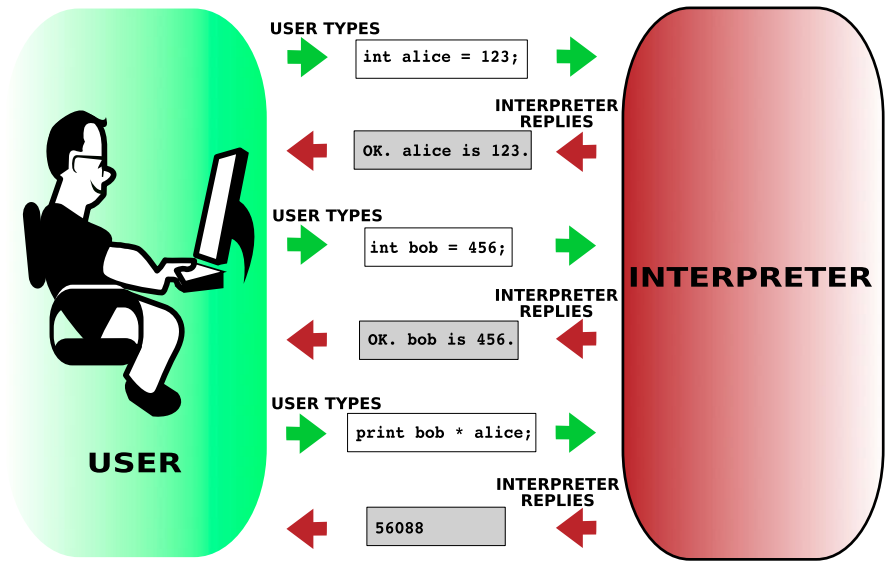 USER TYPES
int alice = 123;
INTERPRETER
REPLIES
OK. alice is 123.
USER TYPES
int bob = 456;
INTERPRETER
INTERPRETER
REPLIES
OK. bob is 456.
USER TYPES
print bob * alice;
USER
INTERPRETER
REPLIES
56088